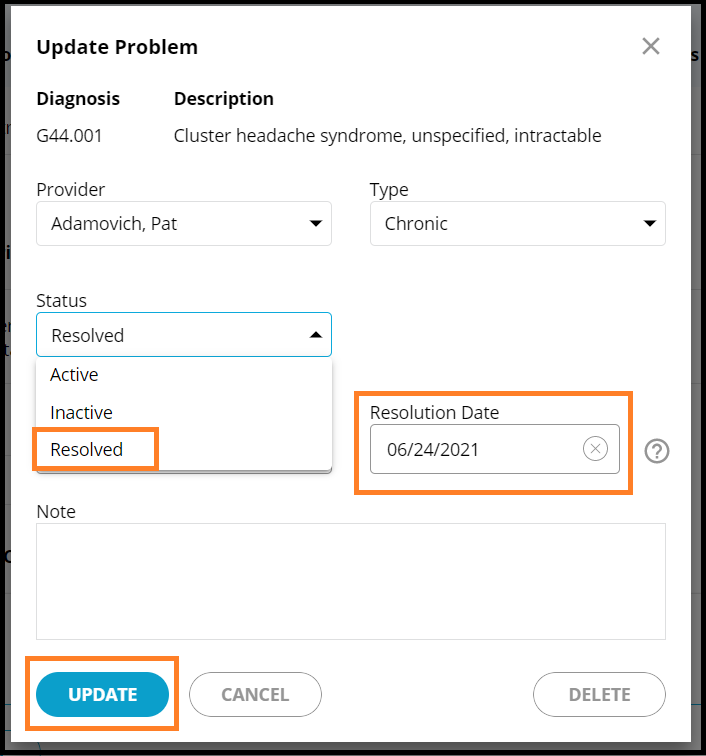 Update Problem
Diagnosis Description
G44.001 Cluster headache syndrome, unspecified, intractable
Provider Type
Adamovich, Pat Chronic
Status
Resolved
Active
Inactive
Resolution Date
Resolved 06/24/2021
Note
UPDATE CANCEL DELETE